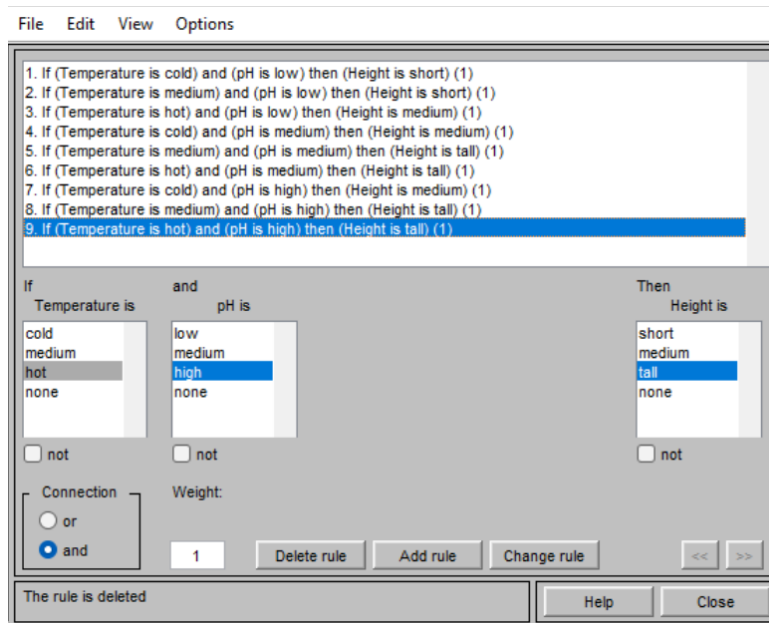 File Edit View Options
1. If (Temperature is cold) and (pH is low) then (Height is short) (1)
2. If (Temperature is medium) and (pH is low) then (Height is short) (1)
3. If (Temperature is hot) and (pH is low) then (Height is medium) (1)
4. If (Temperature is cold) and (pH is medium) then (Height is medium) (1)
5. If (Temperature is medium) and (pH is medium) then (Height is tall) (1)
6. If (Temperature is hot) and (pH is medium) then (Height is tall) (1)
7. If (Temperature is cold) and (pH is high) then (Height is medium) (1)
8. If (Temperature is medium) and (pH is high) then (Height is tall) (1)
9. If (Temperature is hot) and (pH is high) then (Height is tall) (1)
If and Then
Temperature is pH is Height is
cold low short
medium medium medium
hot high tall
none none none
not not not
Connection Weight:
or
and 1 Delete rule Add rule Change rule << >>
The rule is deleted Help Close